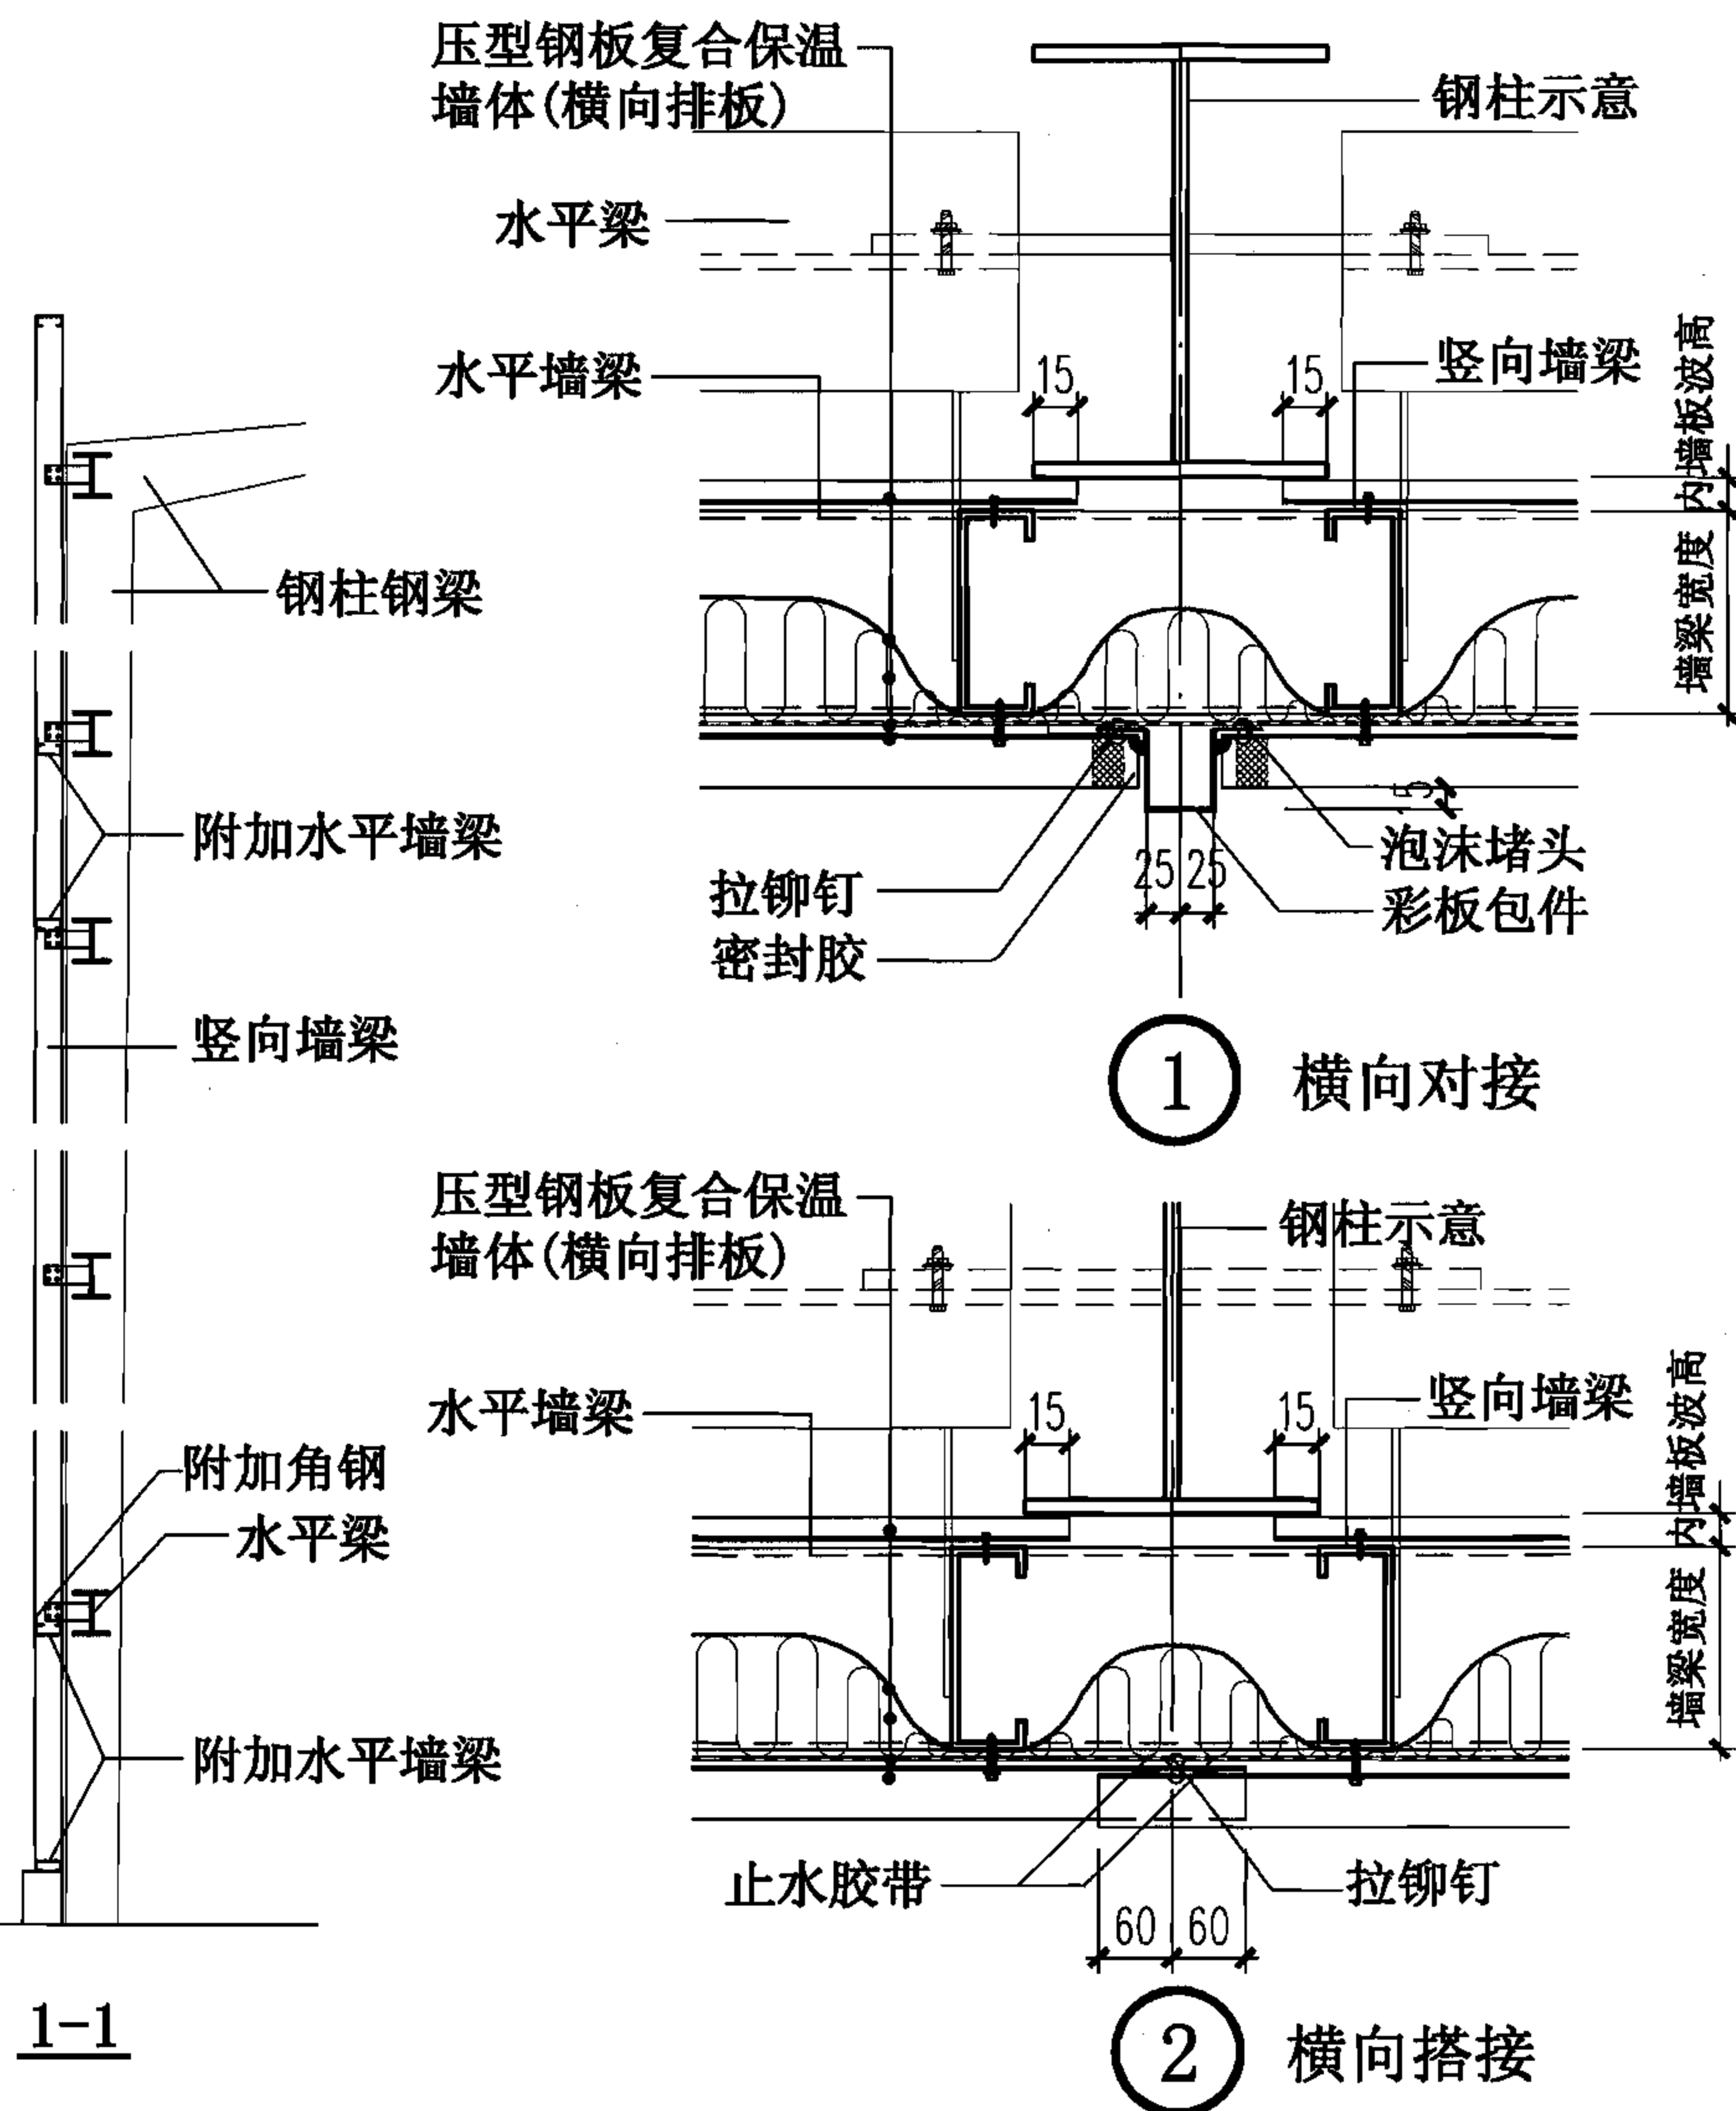 压型钢板复合保温
墙体(横向排板)
钢柱示意
水平梁
水平墙梁
15
15
竖向墙梁
内墙板波高
墙梁宽度
钢柱钢梁
附加水平墙梁
竖向墙梁
15
25
25
泡沫堵头
彩板包件
拉铆钉
密封胶
1
横向对接
压型钢板复合保温
墙体(横向排板)
钢柱示意
水平墙梁
15
15
竖向墙梁
内墙板波高
墙梁宽度
附加角钢
水平梁
附加水平墙梁
止水胶带
拉铆钉
60
60
1-1
2
横向搭接